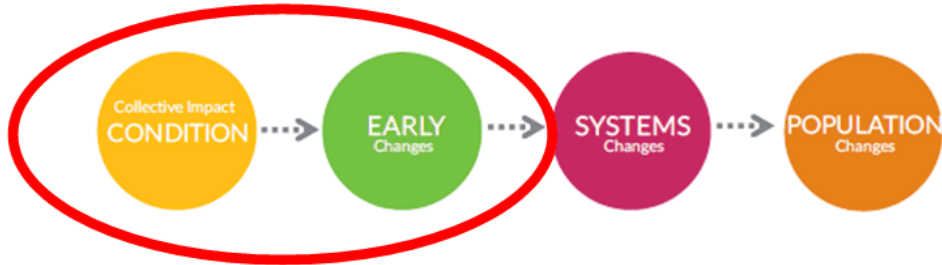 Collective Impact
CONDITION
EARLY
Changes
SYSTEMS
Changes
POPULATION
Changes